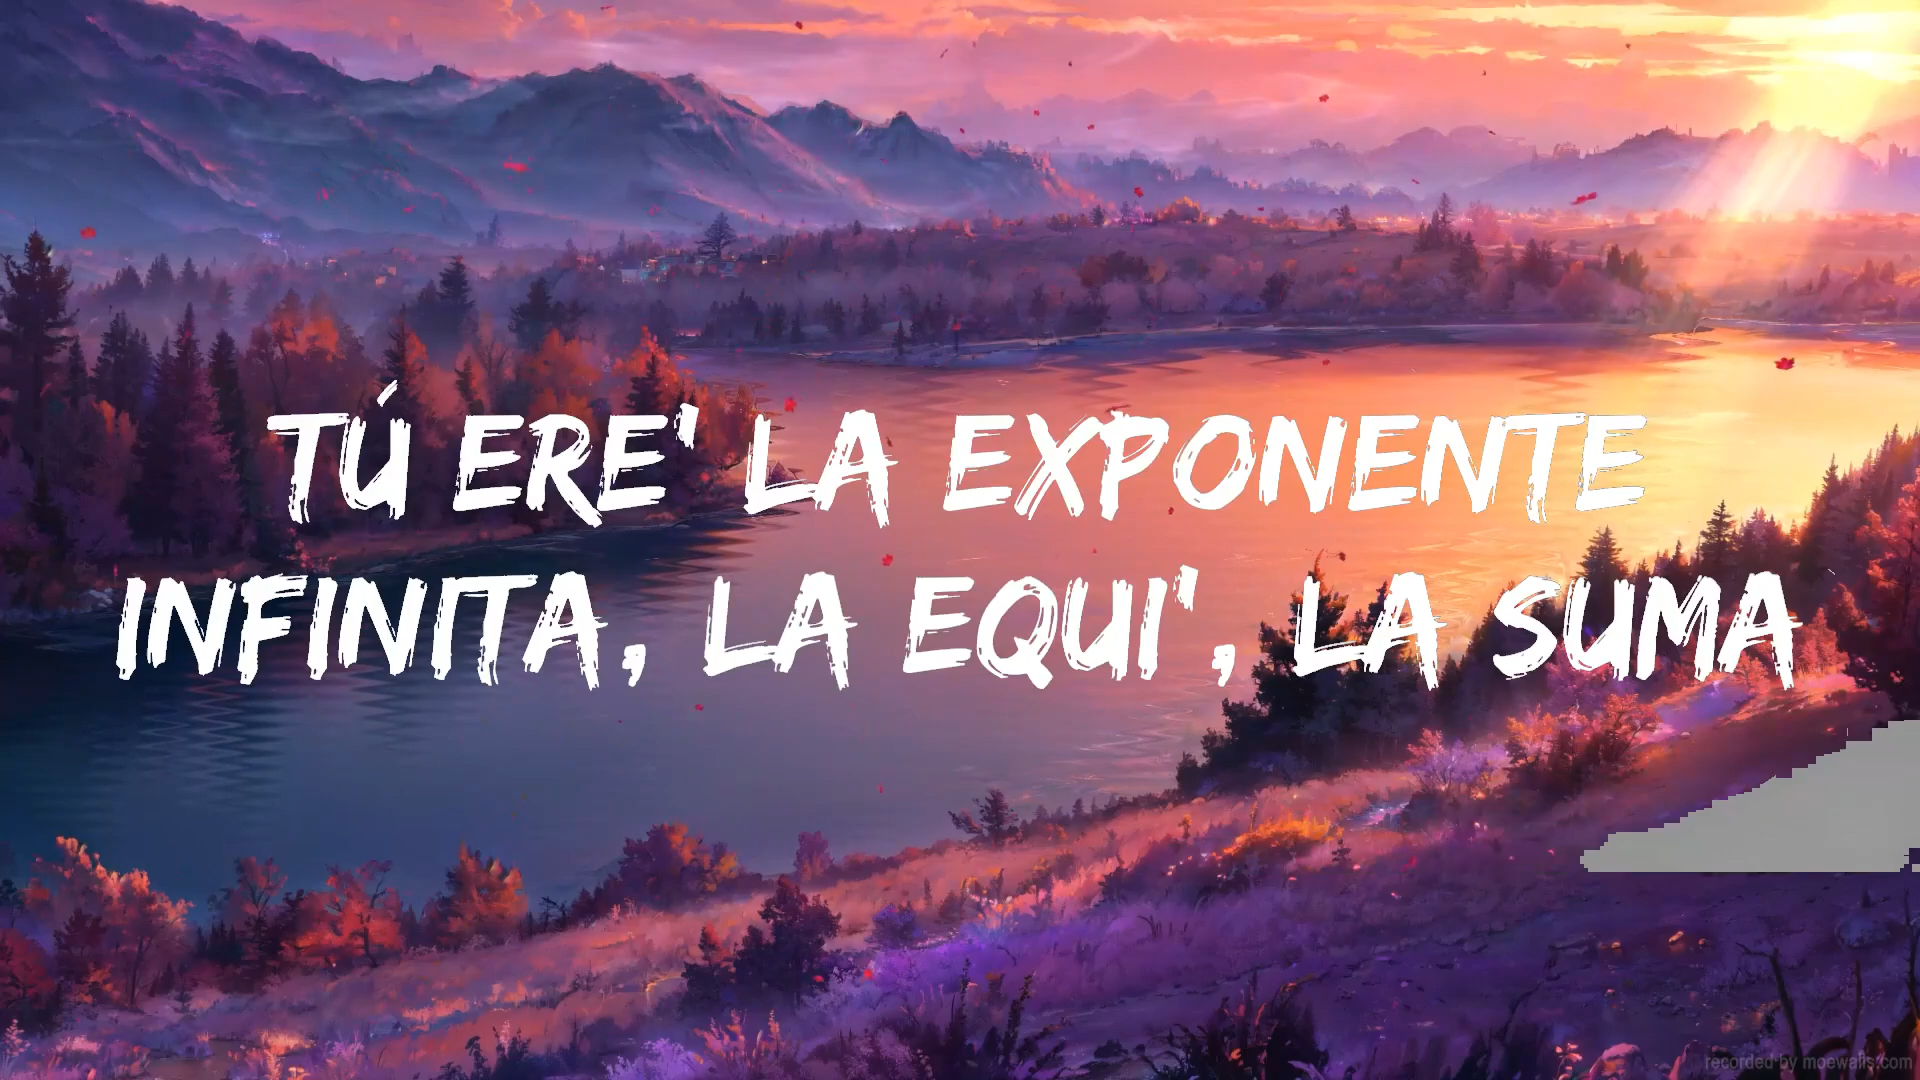 TÚ ERE' LA EXPONENTE
INFINITA, LA EQUI', LA SUMA
recorded by moewalls.com